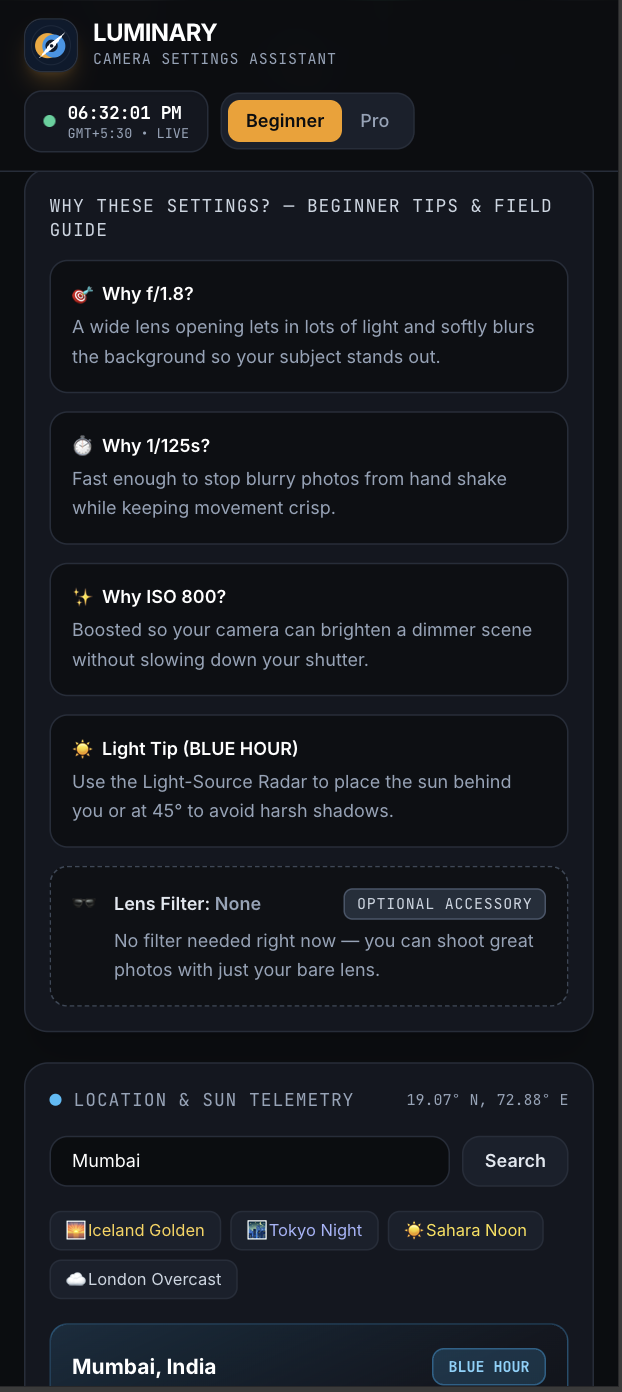 LUMINARY
CAMERA SETTINGS ASSISTANT
06:32:01 PM
GMT+5:30 • LIVE
Beginner
Pro
WHY THESE SETTINGS? — BEGINNER TIPS & FIELD
GUIDE
Why f/1.8?
A wide lens opening lets in lots of light and softly blurs
the background so your subject stands out.
Why 1/125s?
Fast enough to stop blurry photos from hand shake
while keeping movement crisp.
Why ISO 800?
Boosted so your camera can brighten a dimmer scene
without slowing down your shutter.
Light Tip (BLUE HOUR)
Use the Light-Source Radar to place the sun behind
you or at 45° to avoid harsh shadows.
Lens Filter: None
OPTIONAL ACCESSORY
No filter needed right now — you can shoot great
photos with just your bare lens.
LOCATION & SUN TELEMETRY
19.07° N, 72.88° E
Mumbai
Search
Iceland Golden
Tokyo Night
Sahara Noon
London Overcast
Mumbai, India
BLUE HOUR